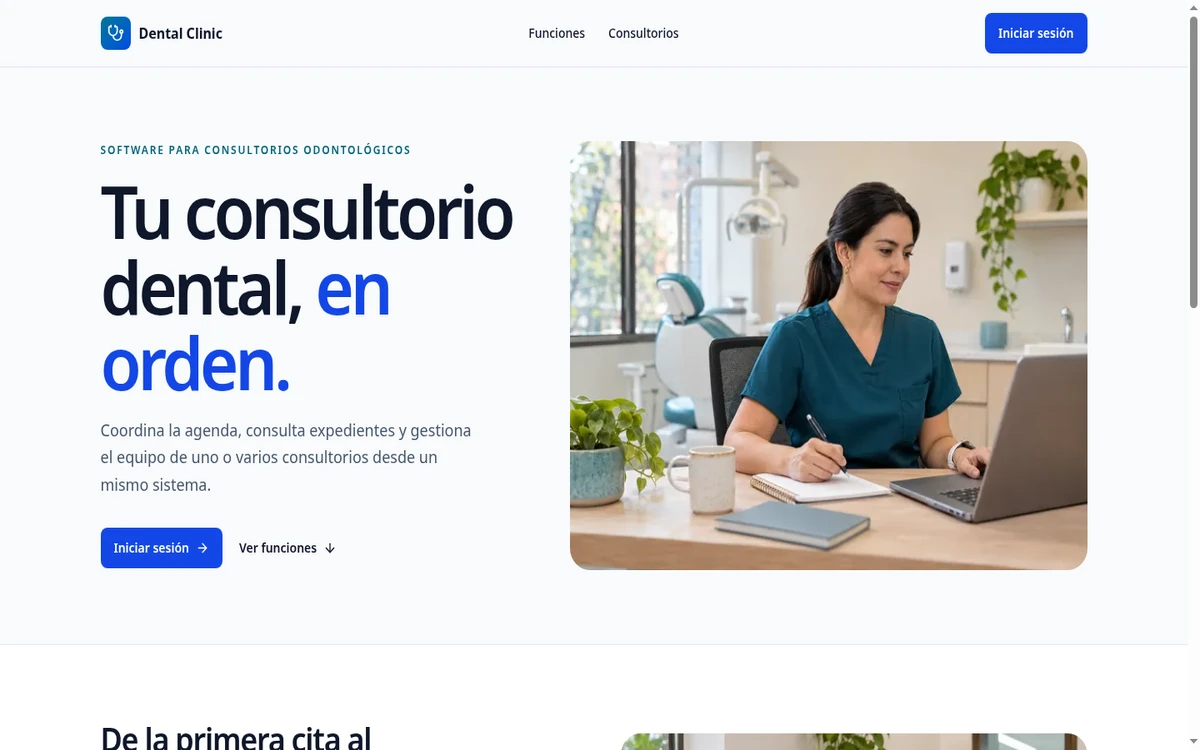 Dental Clinic
Funciones
Consultorios
Iniciar sesión
SOFTWARE PARA CONSULTORIOS ODONTOLÓGICOS
Tu consultorio
dental, en
orden.
Coordina la agenda, consulta expedientes y gestiona
el equipo de uno o varios consultorios desde un
mismo sistema.
Iniciar sesión
Ver funciones
De la primera cita al